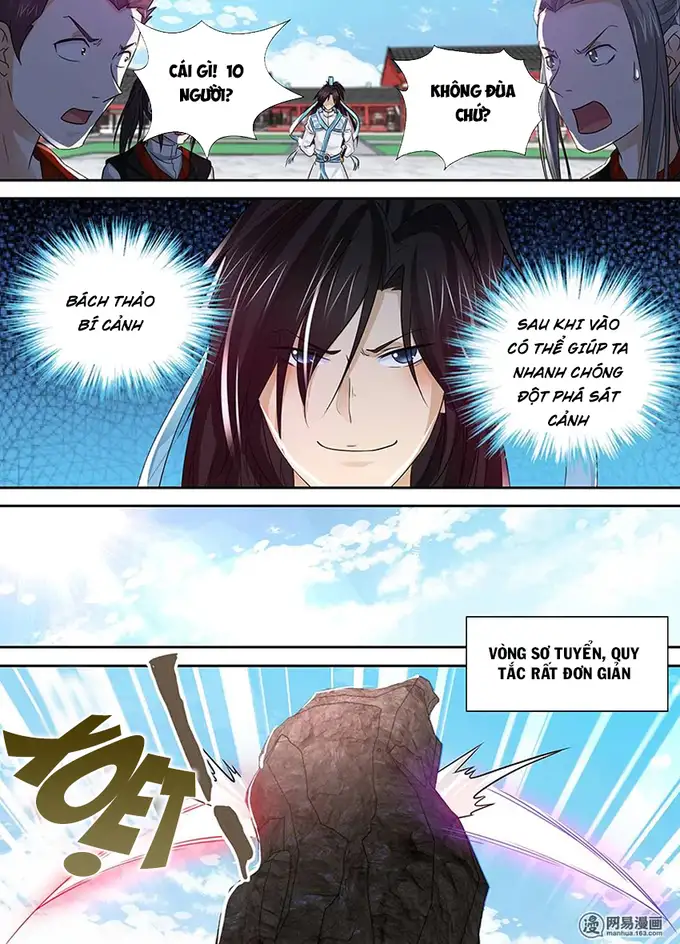 CÁI GÌ! 10
NGƯỜI?
KHÔNG ĐÙA
CHỨ?
BÁCH THẢO
BÍ CẢNH
SAU KHI VÀO
CÓ THỂ GIÚP TA
NHANH CHÓNG
ĐỘT PHÁ SÁT
CẢNH
VÒNG SƠ TUYỂN, QUY
TẮC RẤT ĐƠN GIẢN
XOẸT!
漫 网易漫画
manhua.163.com